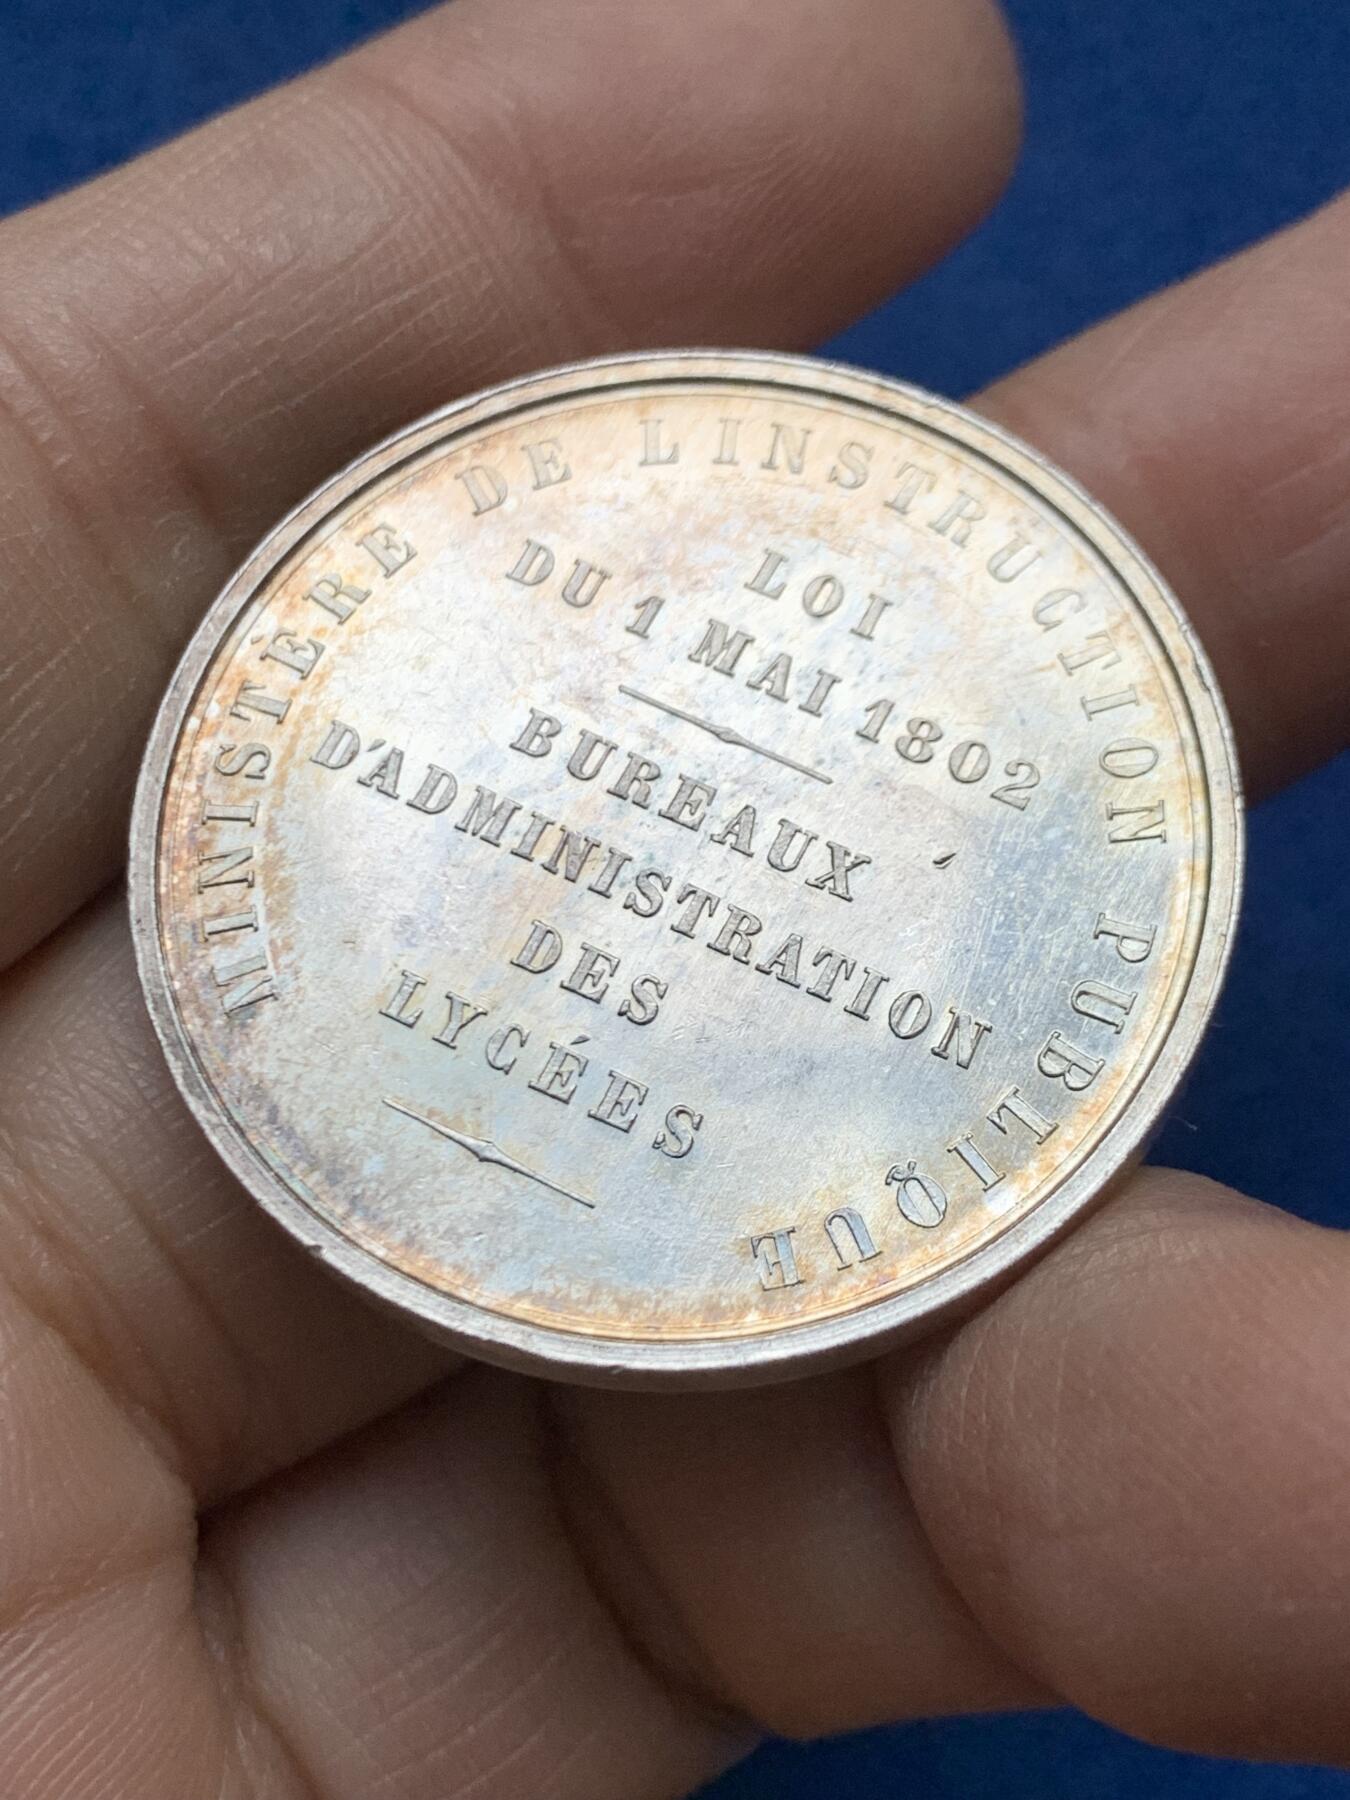 MINISTÈRE DE LINSTRUCTION PUBLIQUE
LOI
DU 1 MAI 1802
BUREAUX
D'ADMINISTRATION
DES
LYCÉES